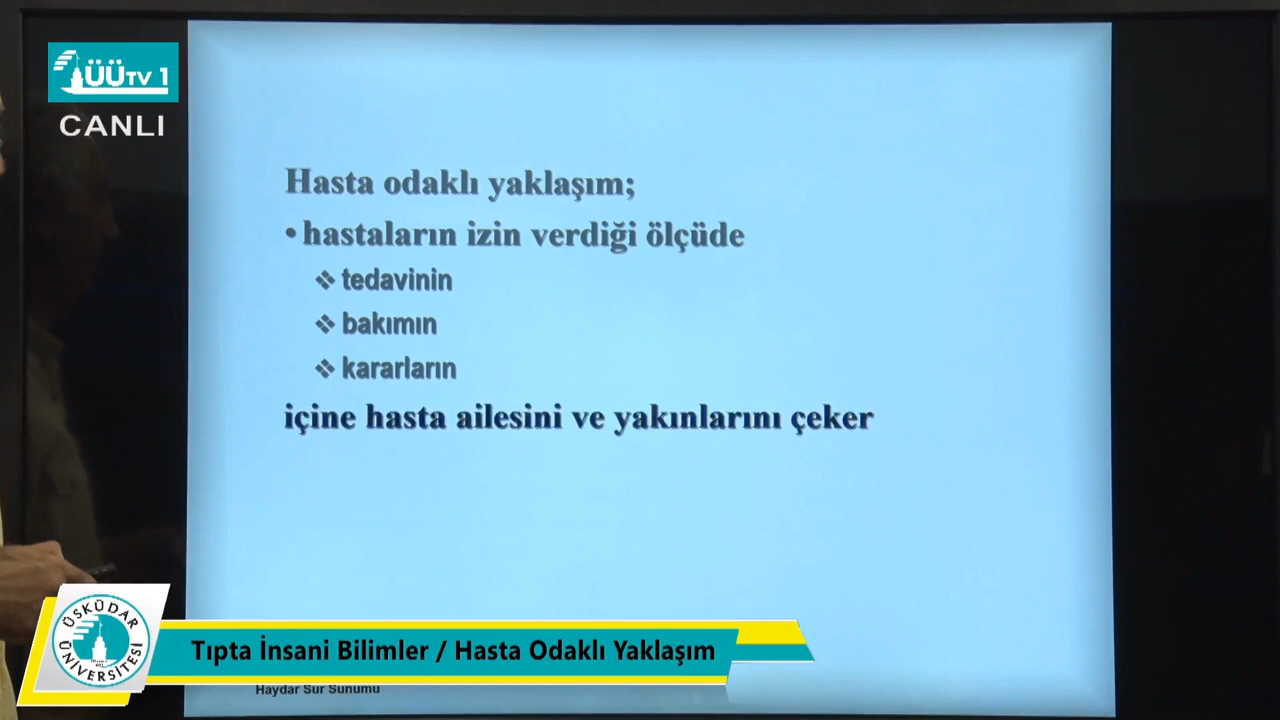 ÜÜTV 1
CANLI
Hasta odaklı yaklaşım;
• hastaların izin verdiği ölçüde
❖ tedavinin
❖ bakımın
❖ kararların
içine hasta ailesini ve yakınlarını çeker
ÜSKÜDAR ÜNİVERSİTESİ
Tıpta İnsani Bilimler / Hasta Odaklı Yaklaşım
Haydar Sur Sunumu